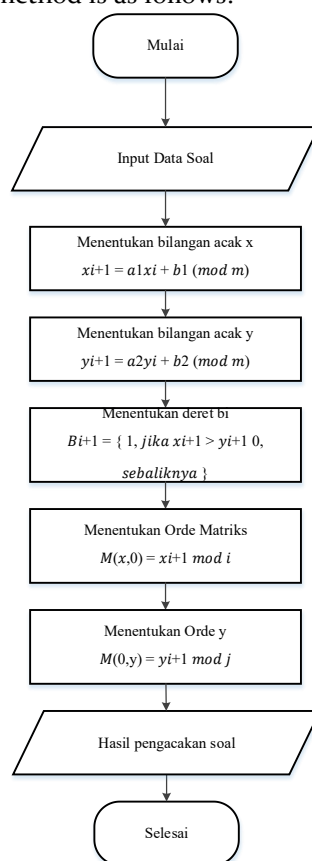 method is as follows:
Mulai
Input Data Soal
Menentukan bilangan acak x
xi+1 = a1xi + b1 (mod m)
Menentukan bilangan acak y
yi+1 = a2yi + b2 (mod m)
Menentukan deret bi
Bi+1 = { 1, jika xi+1 > yi+1 0,
sebaliknya }
Menentukan Orde Matriks
M(x,0) = xi+1 mod i
Menentukan Orde y
M(0,y) = yi+1 mod j
Hasil pengacakan soal
Selesai